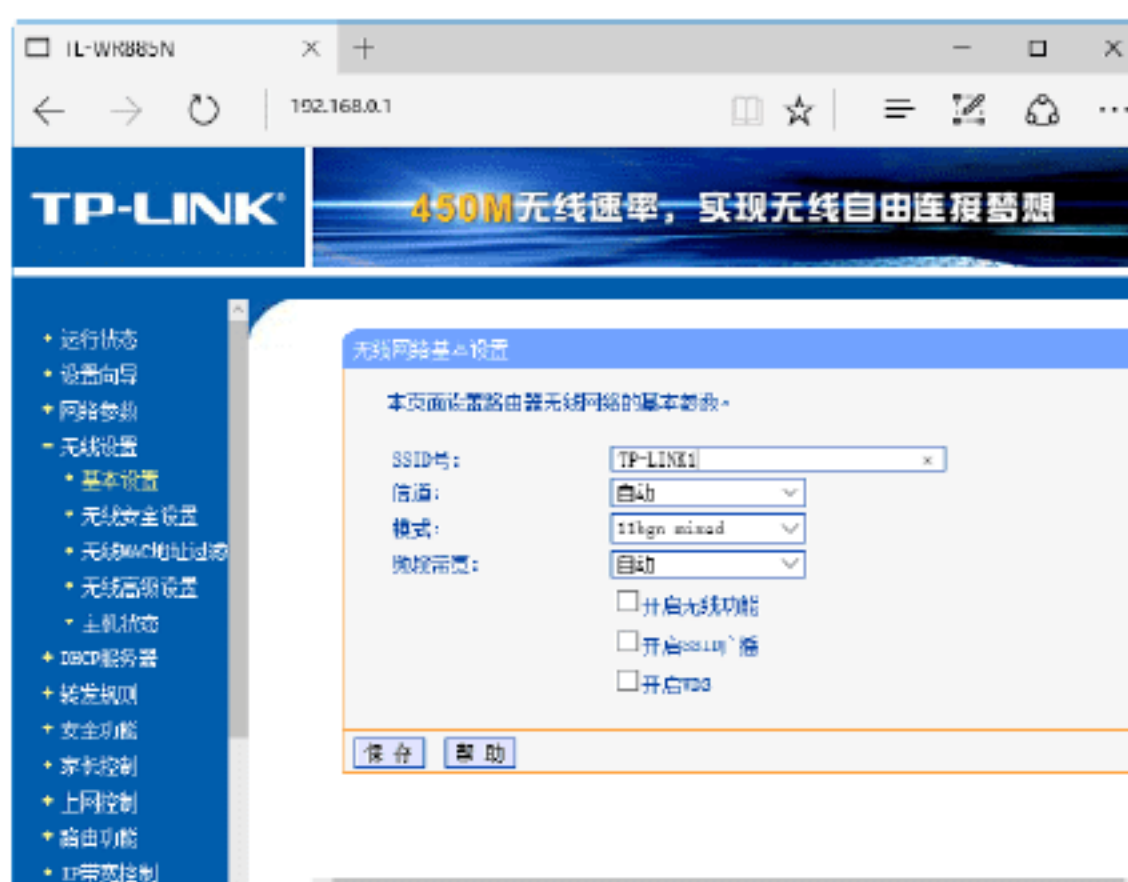 TL-WR885N
192.168.0.1
TP-LINK®
450M无线速率，实现无线自由连接梦想
+ 运行状态
• 设置向导
+ 网络参数
- 无线设置
• 基本设置
• 无线安全设置
• 无线MAC地址过滤
• 无线高级设置
• 主机状态
+ DHCP服务器
+ 转发规则
+ 安全功能
• 家长控制
+ 上网控制
+ 路由功能
• IP带宽控制
无线网络基本设置
本页面设置路由器无线网络的基本参数。
SSID号： TP-LINK1
信道： 自动
模式： 11bgn mixed
频段带宽： 自动
开启无线功能
开启SSID广播
开启WDS
保 存 帮 助